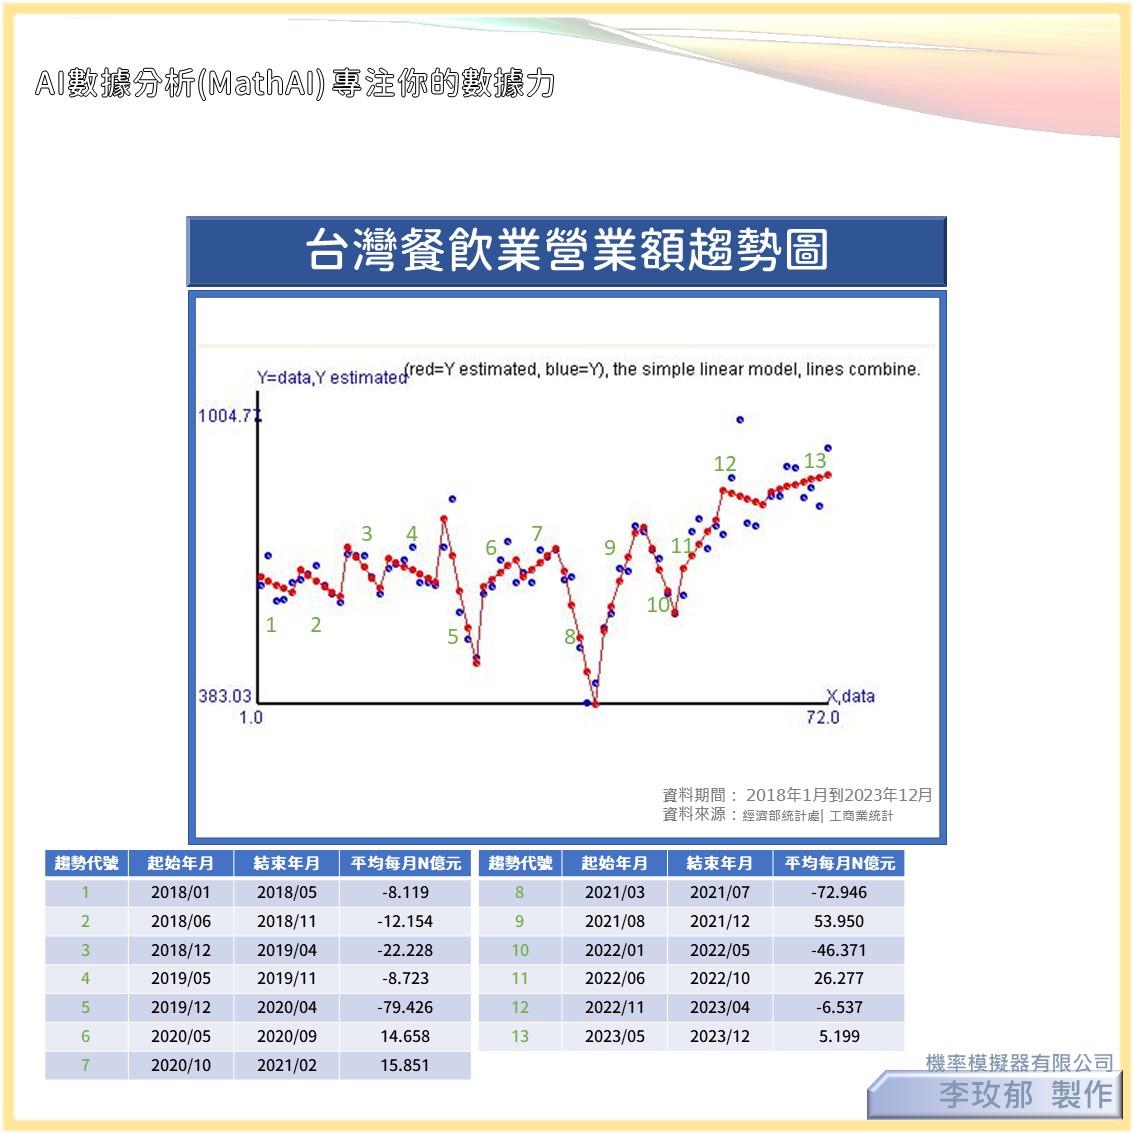 AI數據分析(MathAI) 專注你的數據力
台灣餐飲業營業額趨勢圖
Y=data,Y estimated (red=Y estimated, blue=Y), the simple linear model, lines combine.
1004.77
12
13
3
4
6
7
9
11
10
1
2
5
8
383.03
X,data
1.0
72.0
資料期間： 2018年1月到2023年12月
資料來源：經濟部統計處| 工商業統計
趨勢代號 起始年月 結束年月 平均每月N億元 趨勢代號 起始年月 結束年月 平均每月N億元
1 2018/01 2018/05 -8.119 8 2021/03 2021/07 -72.946
2 2018/06 2018/11 -12.154 9 2021/08 2021/12 53.950
3 2018/12 2019/04 -22.228 10 2022/01 2022/05 -46.371
4 2019/05 2019/11 -8.723 11 2022/06 2022/10 26.277
5 2019/12 2020/04 -79.426 12 2022/11 2023/04 -6.537
6 2020/05 2020/09 14.658 13 2023/05 2023/12 5.199
7 2020/10 2021/02 15.851
機率模擬器有限公司
李玫郁 製作